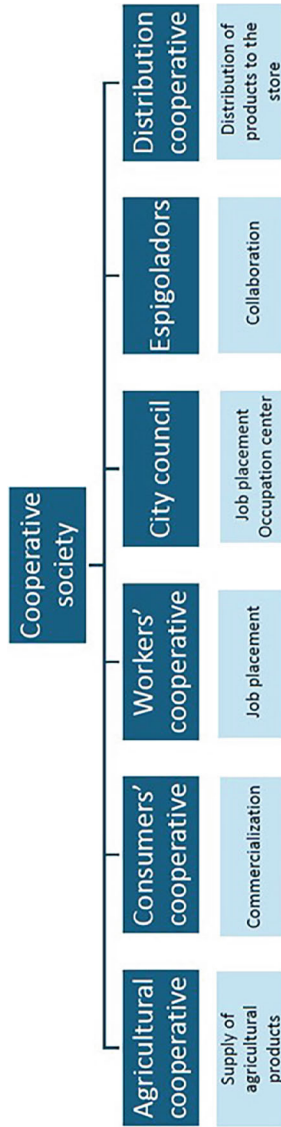 Cooperative
society
Agricultural
cooperative
Consumers'
cooperative
Workers'
cooperative
City council
Espigoladors
Distribution
cooperative
Supply of
agricultural
products
Commercialization
Job placement
Job placement
Occupation center
Collaboration
Distribution of
products to the
store